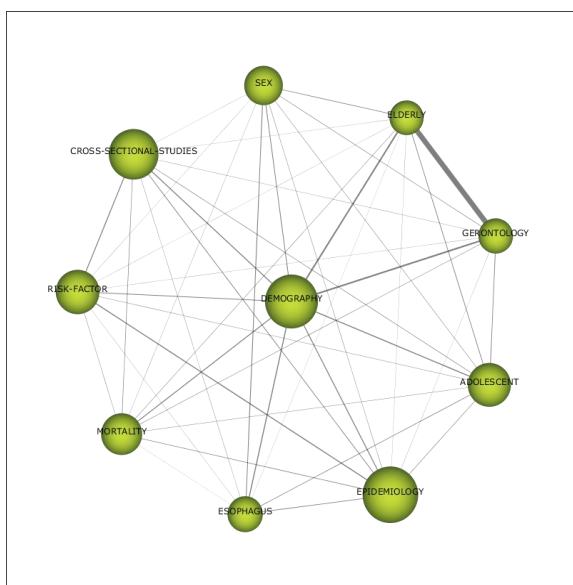 SEX
ELDERLY
CROSS-SECTIONAL-STUDIES
GERONTOLOGY
RISK-FACTOR
DEMOGRAPHY
ADOLESCENT
MORTALITY
EPIDEMIOLOGY
ESOPHAGUS